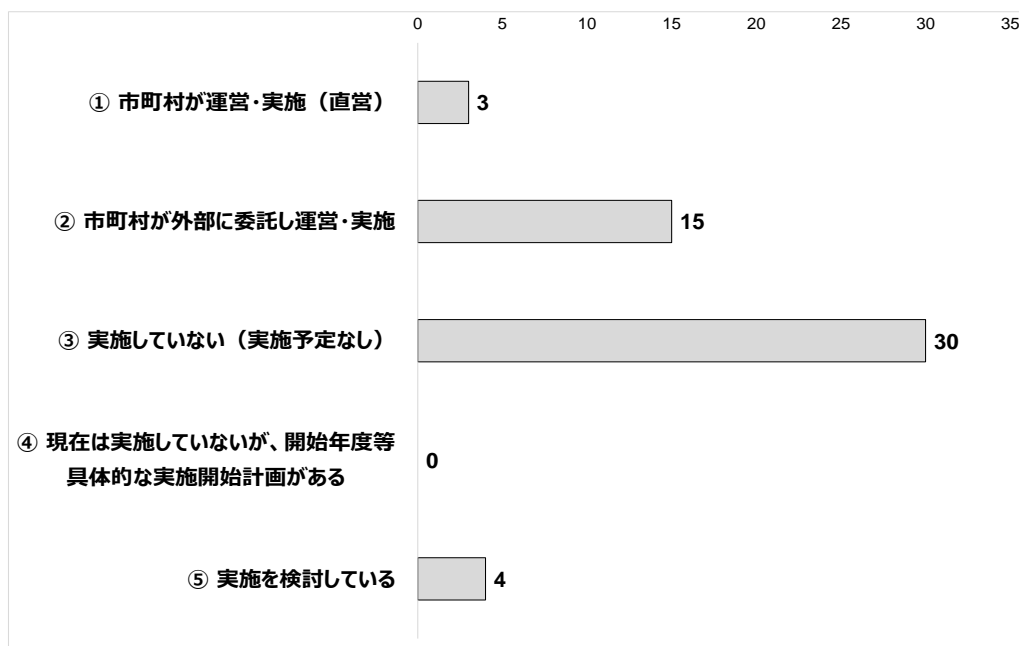 0 5 10 15 20 25 30 35
① 市町村が運営・実施（直営） 3
② 市町村が外部に委託し運営・実施 15
③ 実施していない（実施予定なし） 30
④ 現在は実施していないが、開始年度等
具体的な実施開始計画がある 0
⑤ 実施を検討している 4